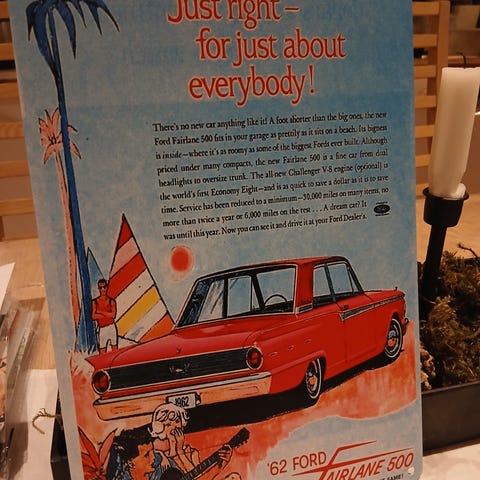 Just right –
for just about
everybody!
There's no new car anything like it! A foot shorter than the big ones, the new
Ford Fairlane 500 fits in your garage as prettily as it sits on a beach. Its bigness
is inside—where it's as roomy as some of the biggest Fords ever built. Although
priced under many compacts, the new Fairlane 500 is a fine car from dual
headlights to oversize trunk. The all-new Challenger V-8 engine (optional) is
the world's first Economy Eight—and is as quick to save a dollar as it is to save
time. Service has been reduced to a minimum—30,000 miles on many items, no
more than twice a year or 6,000 miles on the rest . . . A dream car? It
was until this year. Now you can see it and drive it at your Ford Dealer's.
1962
'62 FORD
FAIRLANE 500